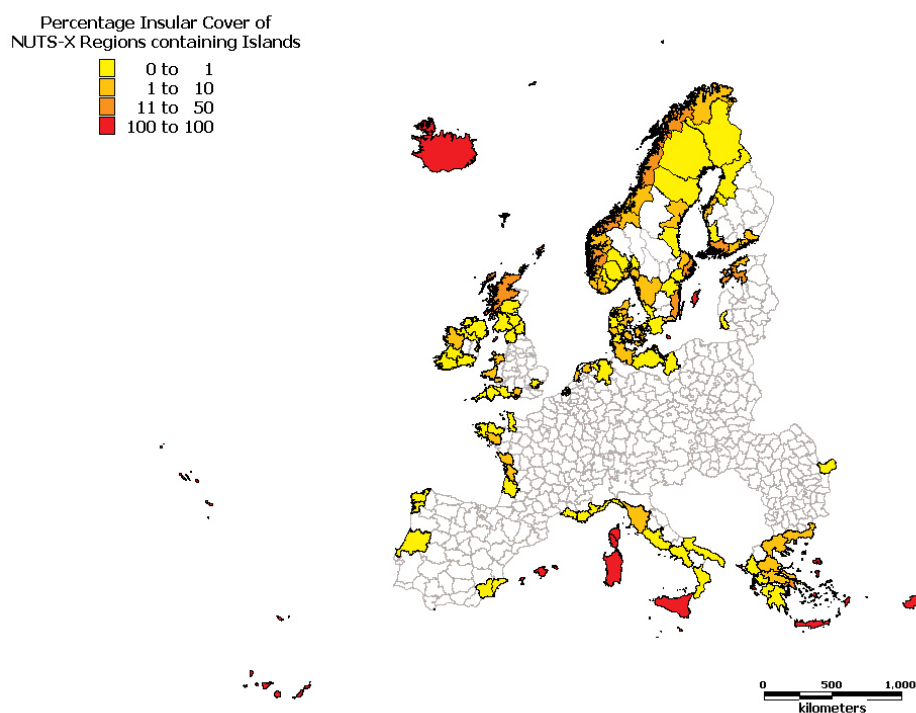 Percentage Insular Cover of
NUTS-X Regions containing Islands
0 to 1
1 to 10
11 to 50
100 to 100
0 500 1,000
kilometers